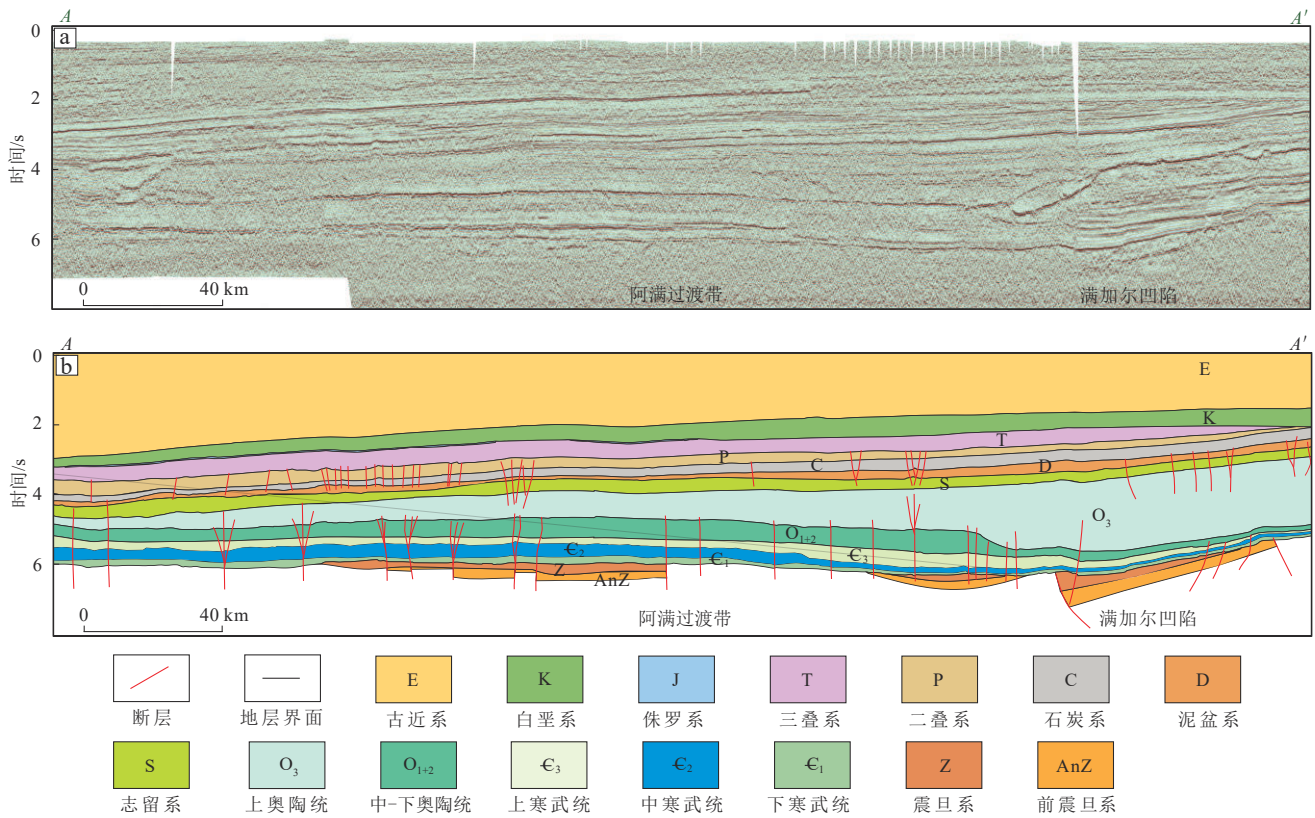 A A′
a
0
2
4
6
时间/s
0 40 km
阿满过渡带 满加尔凹陷
A A′
b
0
2
4
6
时间/s
E
K
T
P
C
D
S
O₃
O₁₊₂
Є₂
Є₁
Є₃
Z
AnZ
0 40 km
阿满过渡带 满加尔凹陷
E K J T P C D
断层 地层界面 古近系 白垩系 侏罗系 三叠系 二叠系 石炭系 泥盆系
S O₃ O₁₊₂ Є₃ Є₂ Є₁ Z AnZ
志留系 上奥陶统 中-下奥陶统 上寒武统 中寒武统 下寒武统 震旦系 前震旦系